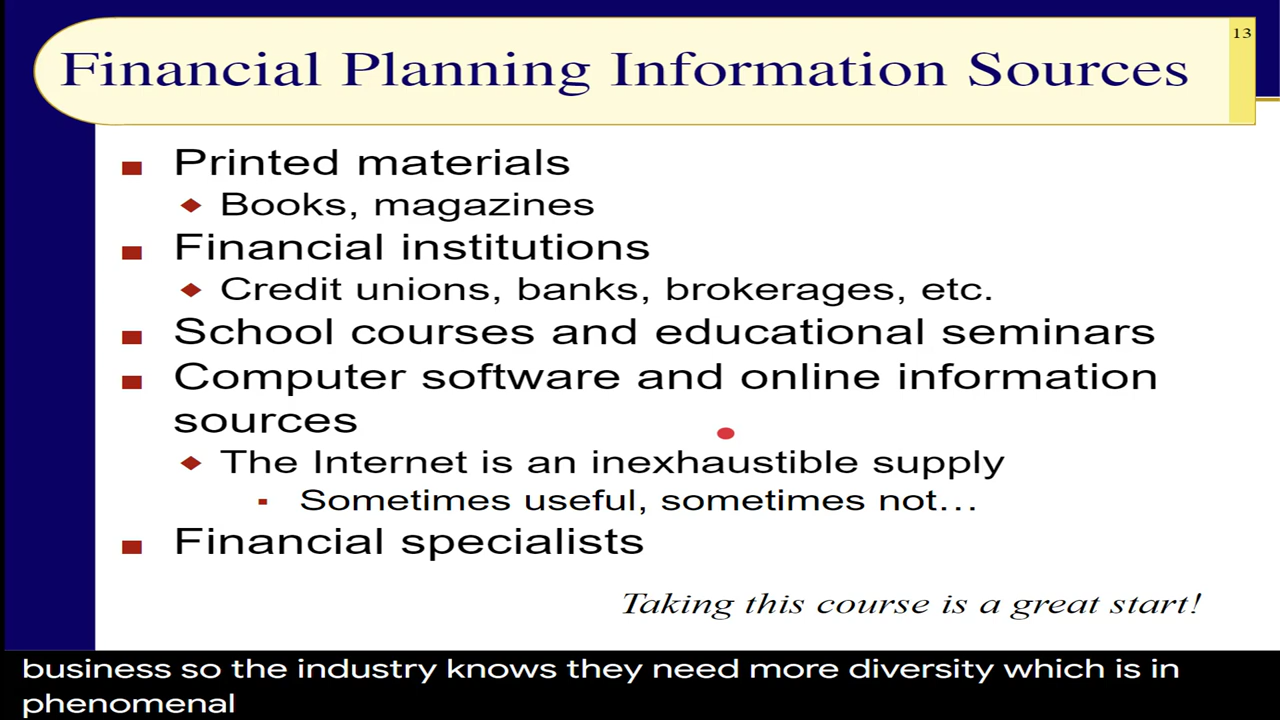 13
Financial Planning Information Sources
Printed materials
Books, magazines
Financial institutions
Credit unions, banks, brokerages, etc.
School courses and educational seminars
Computer software and online information
sources
The Internet is an inexhaustible supply
Sometimes useful, sometimes not…
Financial specialists
Taking this course is a great start!
business so the industry knows they need more diversity which is in
phenomenal